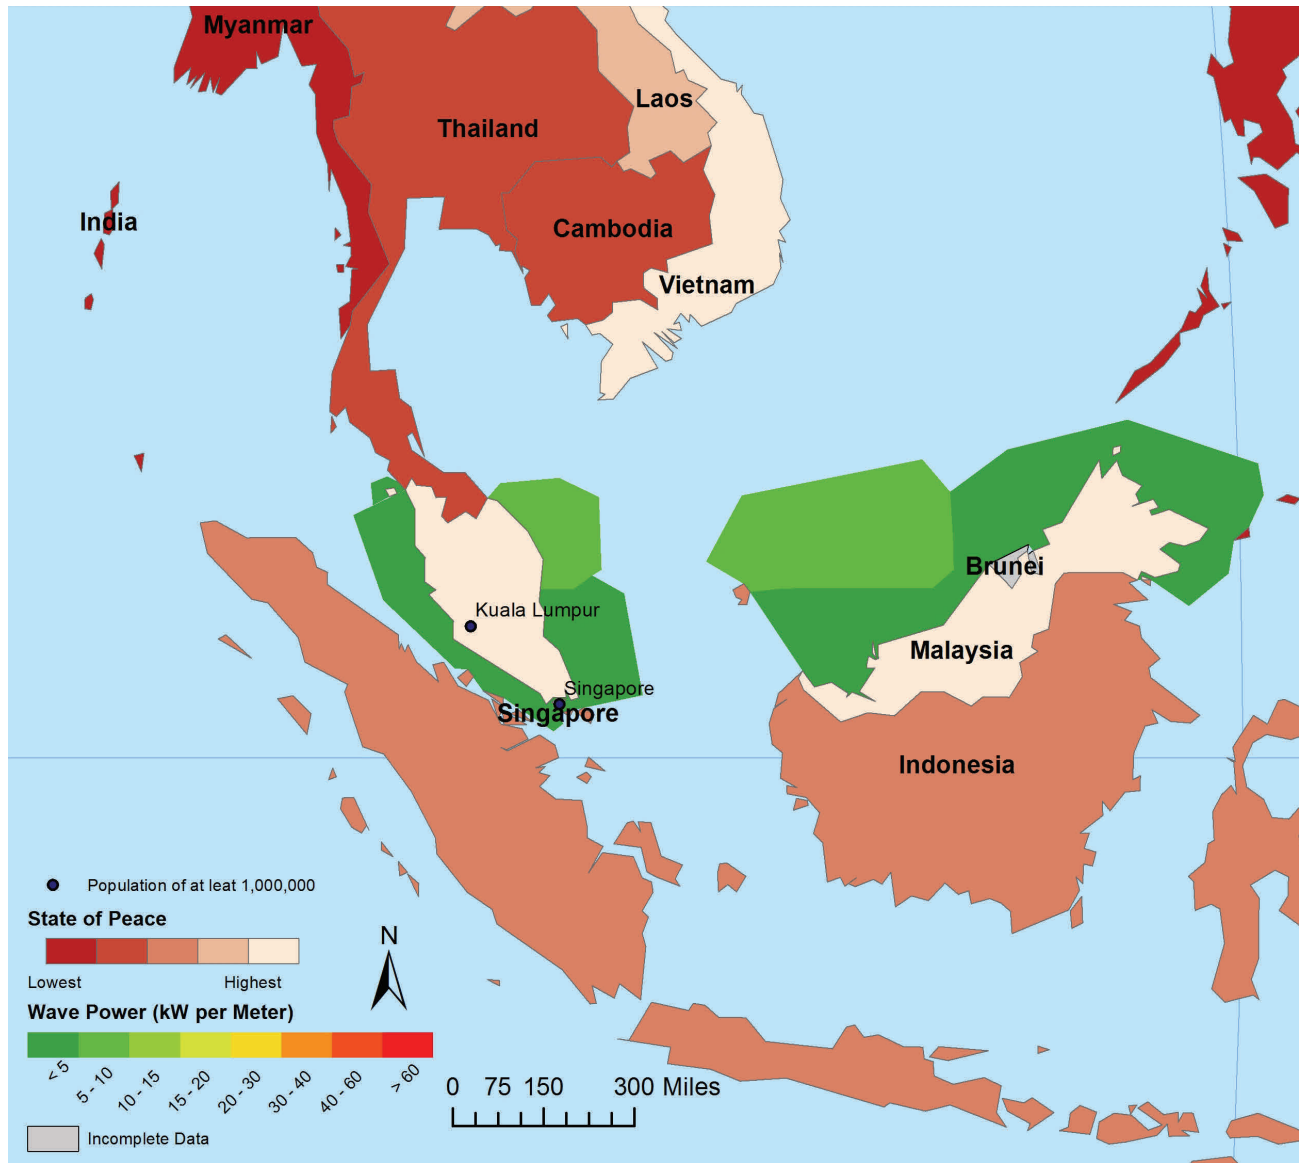 Myanmar
Laos
Thailand
India
Cambodia
Vietnam
Brunei
Kuala Lumpur
Malaysia
Singapore
Singapore
Indonesia
Population of at leat 1,000,000
State of Peace
Lowest
Highest
N
Wave Power (kW per Meter)
< 5
5 - 10
10 - 15
15 - 20
20 - 30
30 - 40
40 - 60
> 60
0 75 150 300 Miles
Incomplete Data